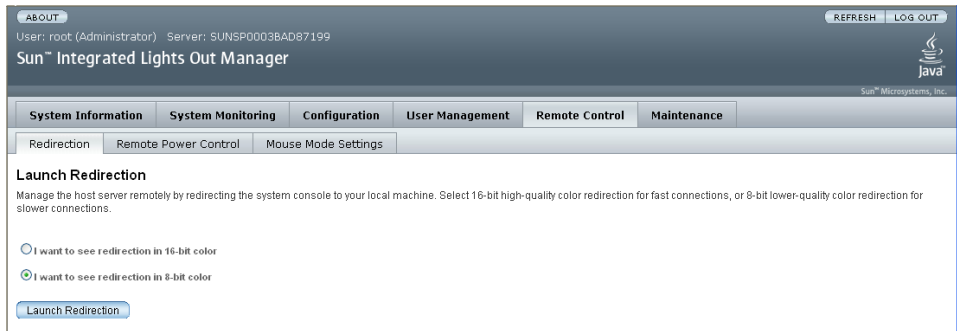 ABOUT
REFRESH LOG OUT
User: root (Administrator) Server: SUNSP0003BAD87199
Sun™ Integrated Lights Out Manager
Java™
Sun™ Microsystems, Inc.
System Information System Monitoring Configuration User Management Remote Control Maintenance
Redirection Remote Power Control Mouse Mode Settings
Launch Redirection
Manage the host server remotely by redirecting the system console to your local machine. Select 16-bit high-quality color redirection for fast connections, or 8-bit lower-quality color redirection for
slower connections.
I want to see redirection in 16-bit color
I want to see redirection in 8-bit color
Launch Redirection